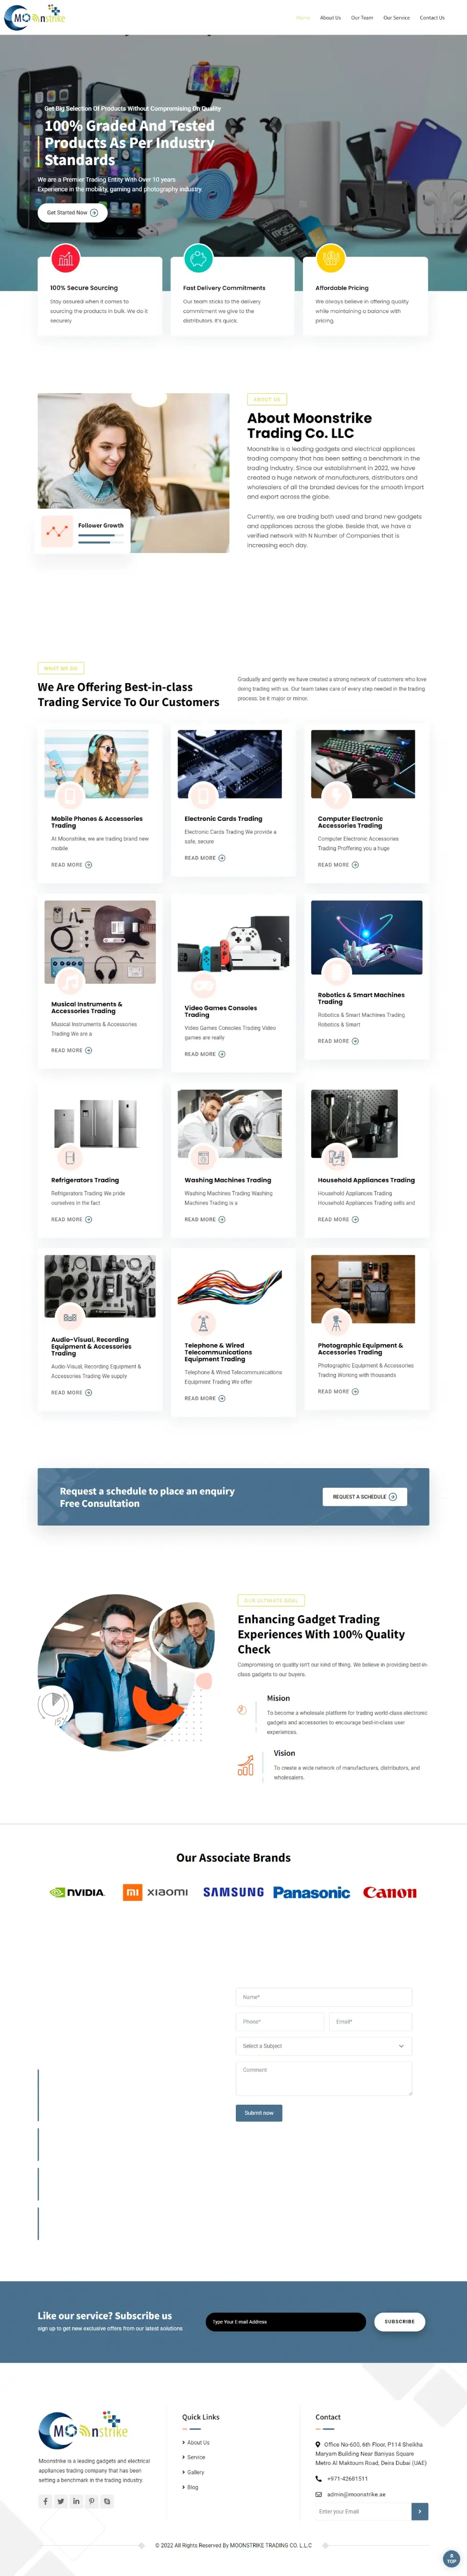 Moonstrike
Home
About Us
Our Team
Our Service
Contact Us
Get Big Selection Of Products Without Compromising On Quality
100% Graded And Tested
Products As Per Industry
Standards
We are a Premier Trading Entity With Over 10 years
Experience in the mobility, gaming and photography industry.
Get Started Now
100% Secure Sourcing
Stay assured when it comes to
sourcing the products in bulk. We do it
securely
Fast Delivery Commitments
Our team sticks to the delivery
commitment we give to the
distributors. It's quick.
Affordable Pricing
We always believe in offering quality
while maintaining a balance with
pricing.
ABOUT US
About Moonstrike
Trading Co. LLC
Moonstrike is a leading gadgets and electrical appliances
trading company that has been setting a benchmark in the
trading industry. Since our establishment in 2022, we have
created a huge network of manufacturers, distributors and
wholesalers of all the branded devices for the smooth import
and export across the globe.
Currently, we are trading both used and brand new godgets
and appliances across the globe. Beside that, we have a
verified network with N Number of Companies that is
increasing each day.
Follower Growth
WHAT WE DO
We Are Offering Best-in-class
Trading Service To Our Customers
Gradually and gently we have created a strong network of customers who love
doing trading with us. Our team takes care of every step needed in the trading
process, be it major or minor.
Mobile Phones & Accessories
Trading
At Moonstrike, we are trading brand new
mobile
READ MORE
Electronic Cards Trading
Electronic Cards Trading We provide a
safe, secure
READ MORE
Computer Electronic
Accessories Trading
Computer Electronic Accessories
Trading Proffering you a huge
READ MORE
Musical Instruments &
Accessories Trading
Musical Instruments & Accessories
Trading We are a
READ MORE
Video Games Consoles
Trading
Video Games Consoles Trading Video
games are really
READ MORE
Robotics & Smart Machines
Trading
Robotics & Smart Machines Trading
Robotics & Smart
READ MORE
Refrigerators Trading
Refrigerators Trading We pride
ourselves in the fact
READ MORE
Washing Machines Trading
Washing Machines Trading Washing
Machines Trading is a
READ MORE
Household Appliances Trading
Household Appliances Trading
Household Appliances Trading sells and
READ MORE
Audio-Visual, Recording
Equipment & Accessories
Trading
Audio-Visual, Recording Equipment &
Accessories Trading We supply
READ MORE
Telephone & Wired
Telecommunications
Equipment Trading
Telephone & Wired Telecommunications
Equipment Trading We offer
READ MORE
Photographic Equipment &
Accessories Trading
Photographic Equipment & Accessories
Trading Working with thousands
READ MORE
Request a schedule to place an enquiry
Free Consultation
REQUEST A SCHEDULE
OUR ULTIMATE GOAL
Enhancing Gadget Trading
Experiences With 100% Quality
Check
Compromising on quality isn't our kind of thing. We believe in providing best-in-
class gadgets to our buyers.
Mision
To become a wholesale platform for trading world-class electronic
gadgets and accessories to encourage best-in-class user
experiences.
Vision
To create a wide network of manufacturers, distributors, and
wholesalers.
Our Associate Brands
NVIDIA
xiaomi
SAMSUNG
Panasonic
Canon
Name*
Phone*
Email*
Select a Subject
Comment
Submit now
Like our service? Subscribe us
sign up to get new exclusive offers from our latest solutions
Type Your E-mail Address
SUBSCRIBE
Moonstrike
Moonstrike is a leading gadgets and electrical
appliances trading company that has been
setting a benchmark in the trading industry.
Quick Links
About Us
Service
Gallery
Blog
Contact
Office No-600, 6th Floor, P114 Sheikha
Maryam Building Near Baniyas Square
Metro Al Maktoum Road, Deira Dubai (UAE)
+971-42681511
admin@moonstrike.ae
Enter your Email
© 2022 All Rights Reserved By MOONSTRIKE TRADING CO. L.L.C
TOP